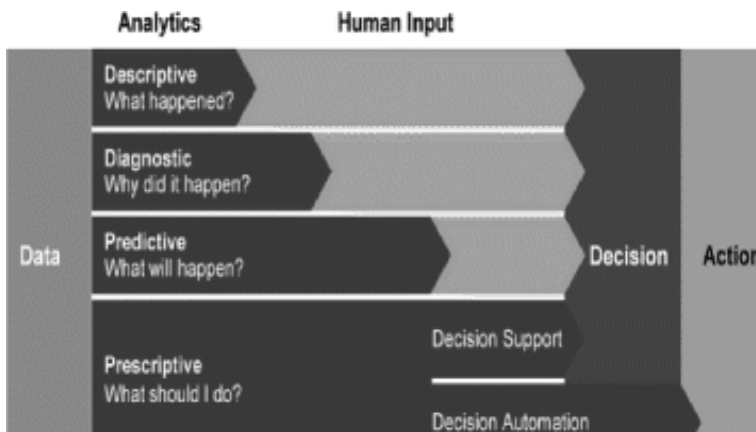 Analytics
Human Input
Descriptive
What happened?
Diagnostic
Why did it happen?
Predictive
What will happen?
Data
Decision
Action
Decision Support
Prescriptive
What should I do?
Decision Automation